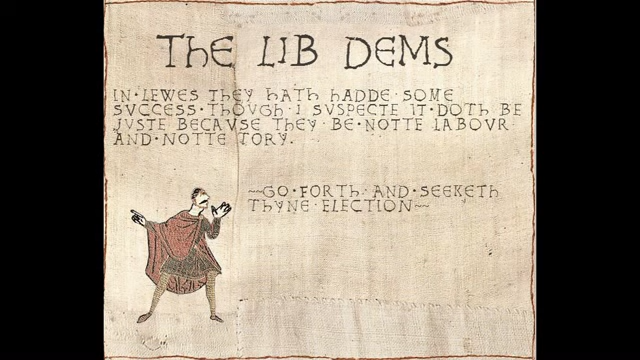 The LIB DEMS
IN·LEWES THEY hATh hADDE·SOME
SVCCESS·ThOVGh·I SVSPECTE IT·DOTh BE
JVSTE BECAVSE ThEY·BE·NOTTE LABOVR
AND·NOTTE TORY.
~~GO·FORTh·AND·SEEKETh
ThYNE·ELECTION~~